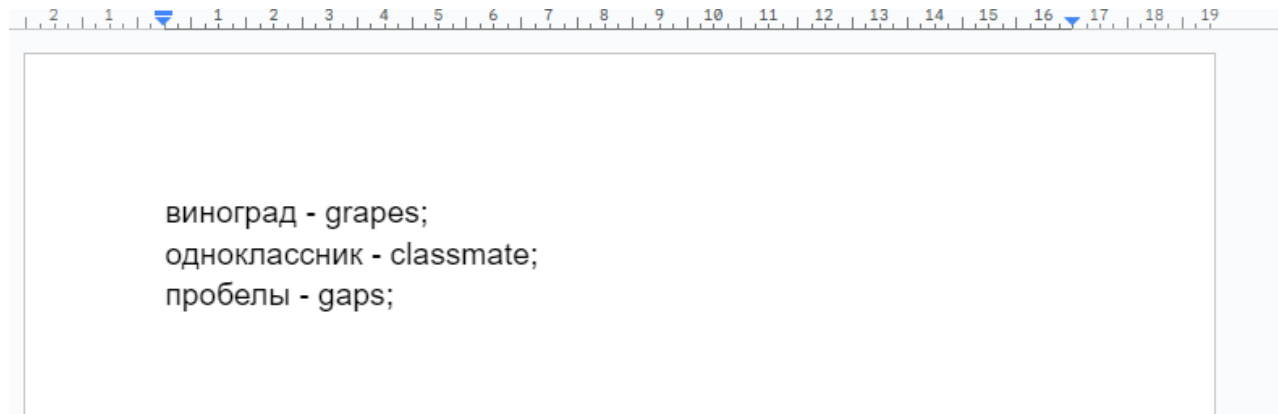 2 1 1 2 3 4 5 6 7 8 9 10 11 12 13 14 15 16 17 18 19
виноград - grapes;
одноклассник - classmate;
пробелы - gaps;